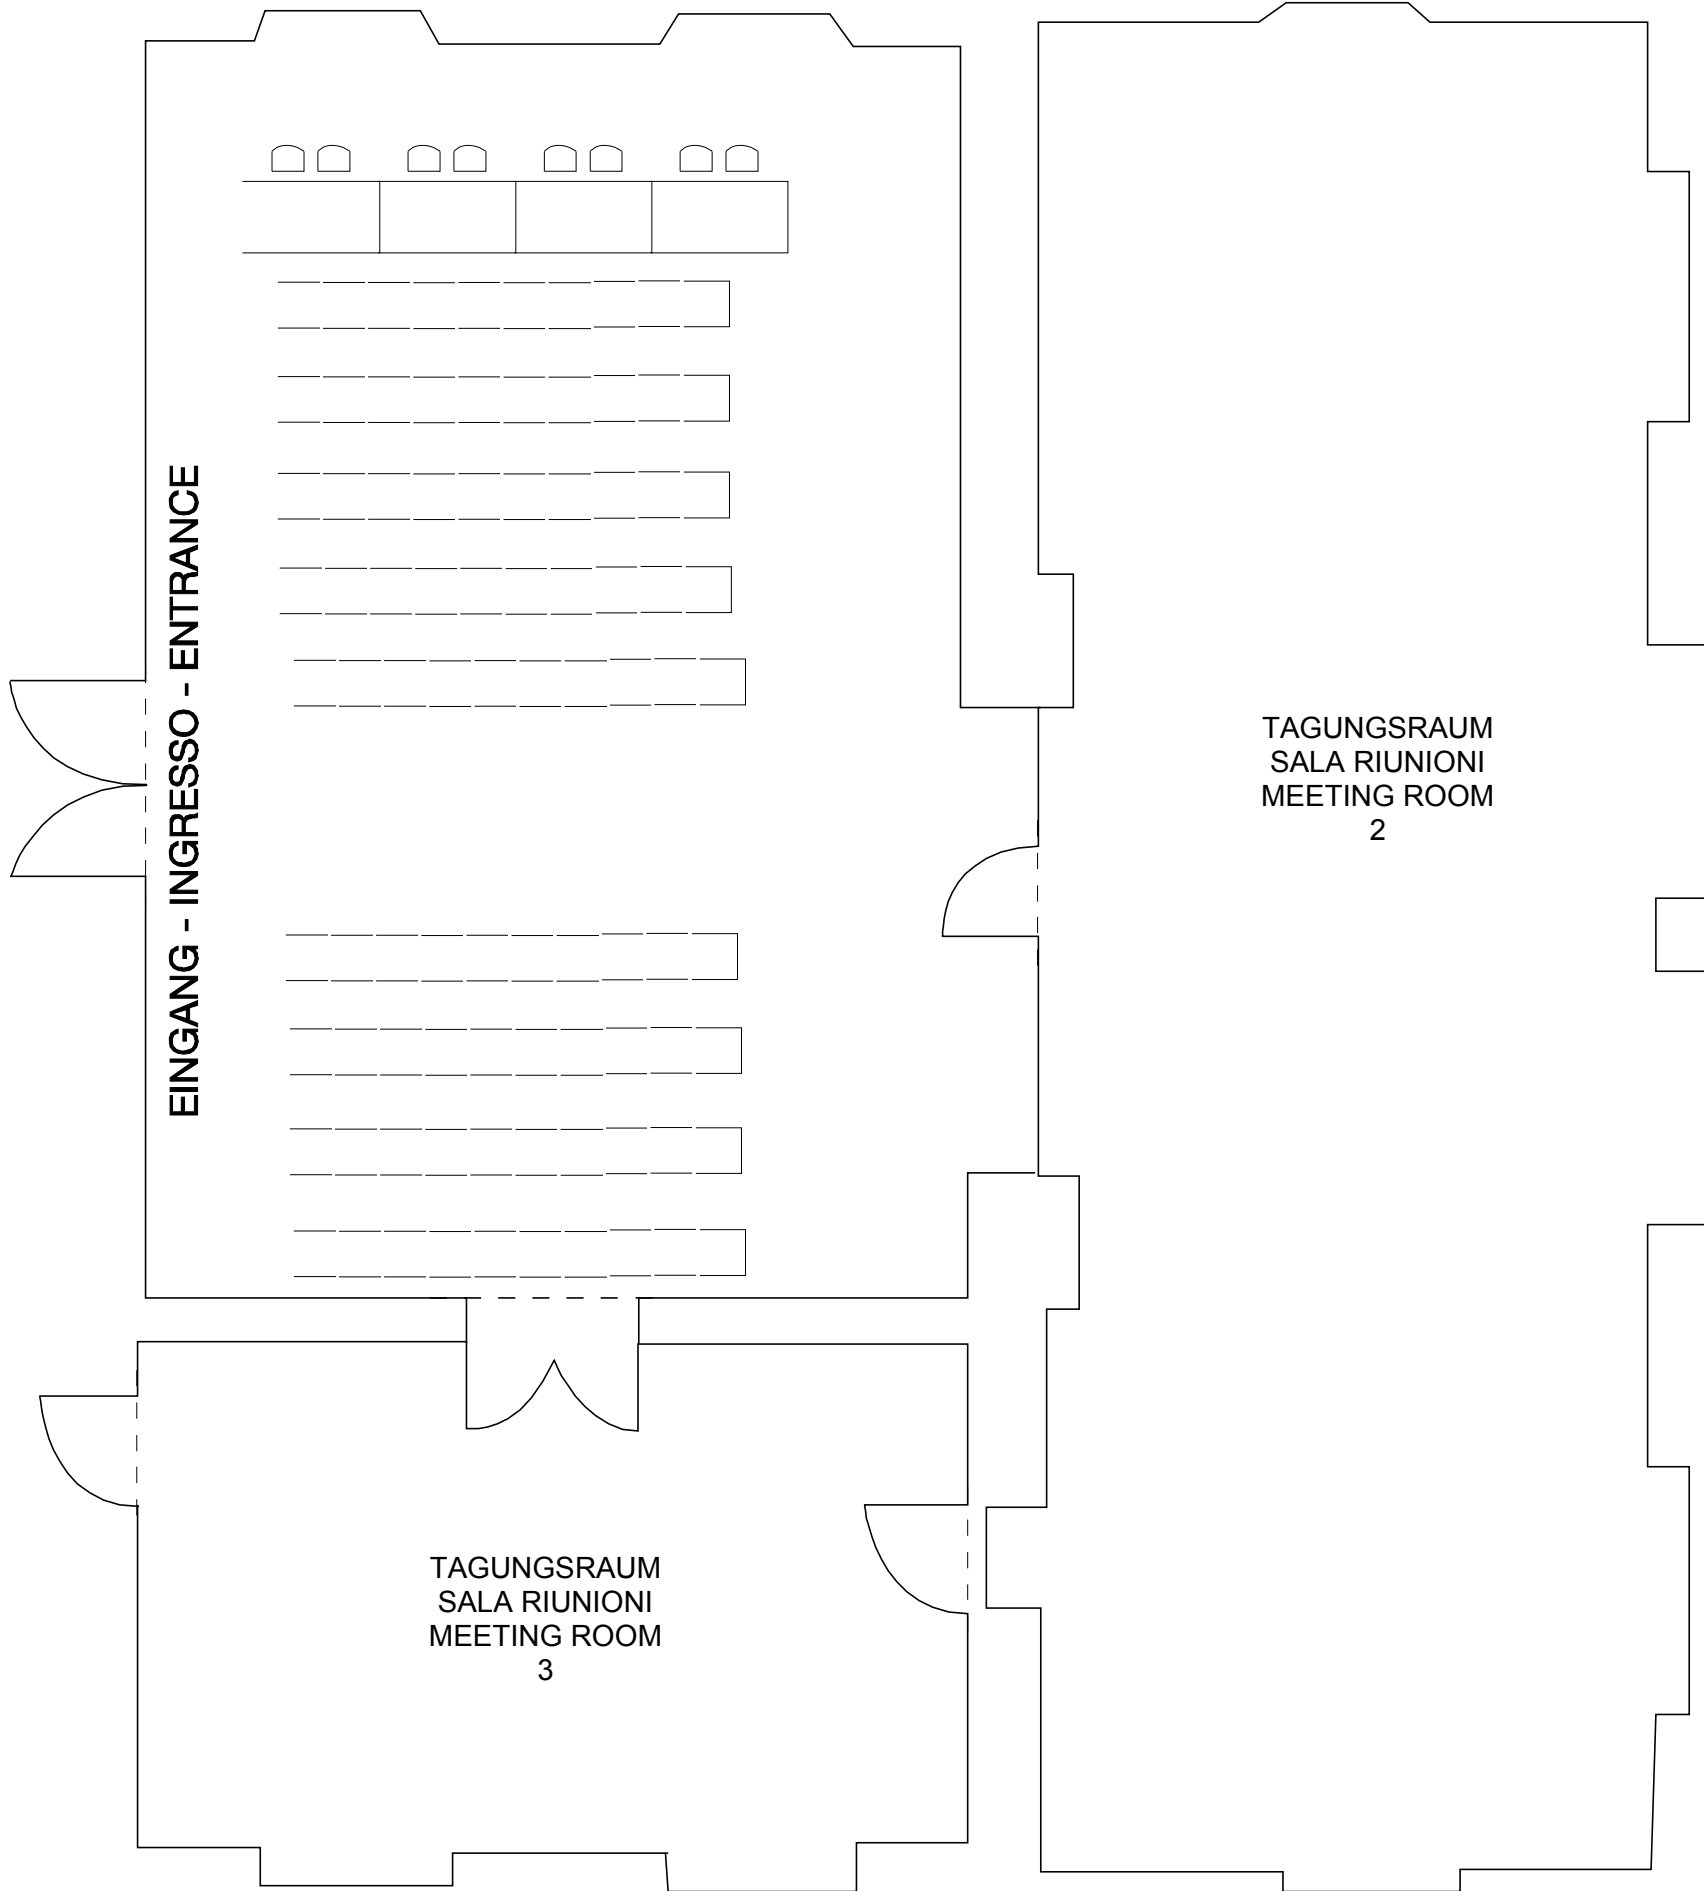 EINGANG - INGRESSO - ENTRANCE
TAGUNGSRAUM
SALA RIUNIONI
MEETING ROOM
2
TAGUNGSRAUM
SALA RIUNIONI
MEETING ROOM
3